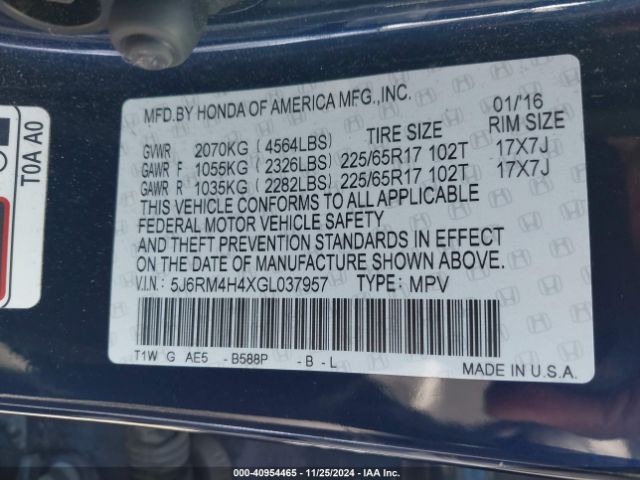 MFD.BY HONDA OF AMERICA MFG.,INC. 01/'16
TIRE SIZE RIM SIZE
GVWR 2070KG (4564LBS)
GAWR F 1055KG (2326LBS) 225/65R17 102T 17X7J
GAWR R 1035KG (2282LBS) 225/65R17 102T 17X7J
THIS VEHICLE CONFORMS TO ALL APPLICABLE
FEDERAL MOTOR VEHICLE SAFETY
AND THEFT PREVENTION STANDARDS IN EFFECT
ON THE DATE OF MANUFACTURE SHOWN ABOVE.
V.I.N.: 5J6RM4H4XGL037957 TYPE: MPV
T1W G AE5 - B588P - B - L
MADE IN U.S.A.
T0A A0
000-40954465 - 11/25/2024 - IAA Inc.